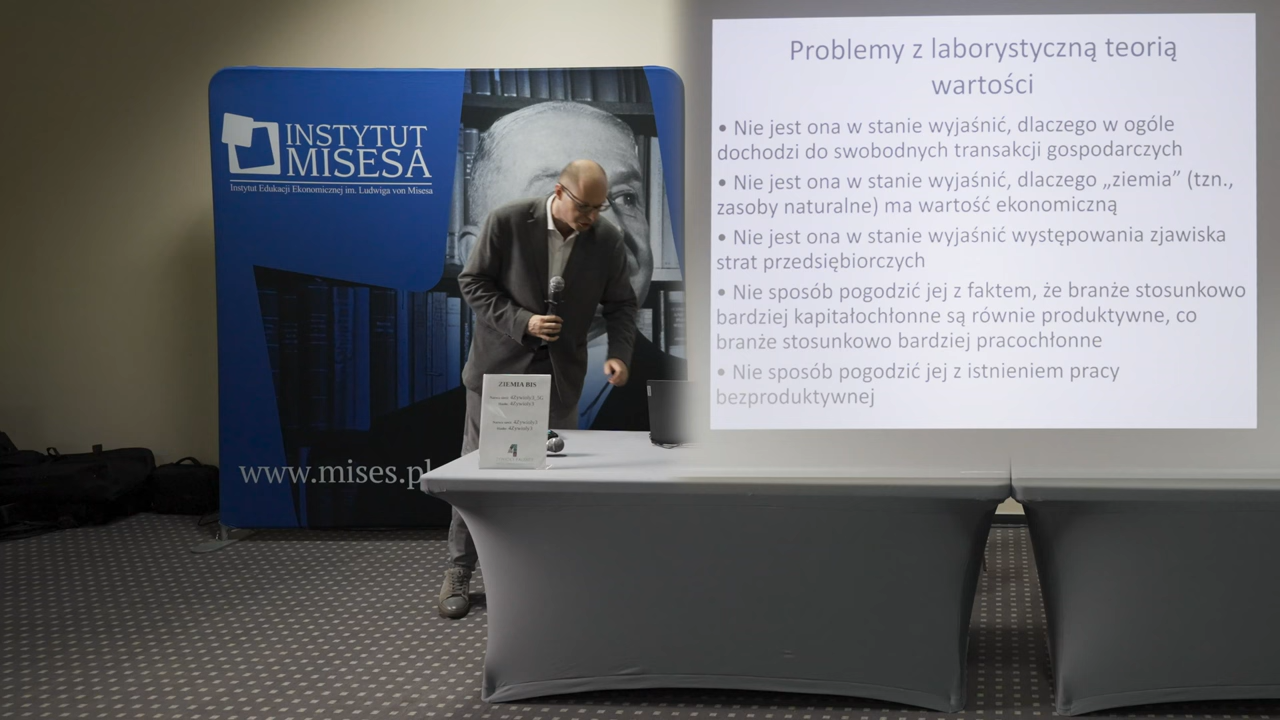 INSTYTUT
MISESA
Instytut Edukacji Ekonomicznej im. Ludwiga von Misesa
www.mises.pl
ZIEMIA BIS
Problemy z laborystyczną teorią
wartości
• Nie jest ona w stanie wyjaśnić, dlaczego w ogóle
dochodzi do swobodnych transakcji gospodarczych
• Nie jest ona w stanie wyjaśnić, dlaczego „ziemia” (tzn.,
zasoby naturalne) ma wartość ekonomiczną
• Nie jest ona w stanie wyjaśnić występowania zjawiska
strat przedsiębiorczych
• Nie sposób pogodzić jej z faktem, że branże stosunkowo
bardziej kapitałochłonne są równie produktywne, co
branże stosunkowo bardziej pracochłonne
• Nie sposób pogodzić jej z istnieniem pracy
bezproduktywnej